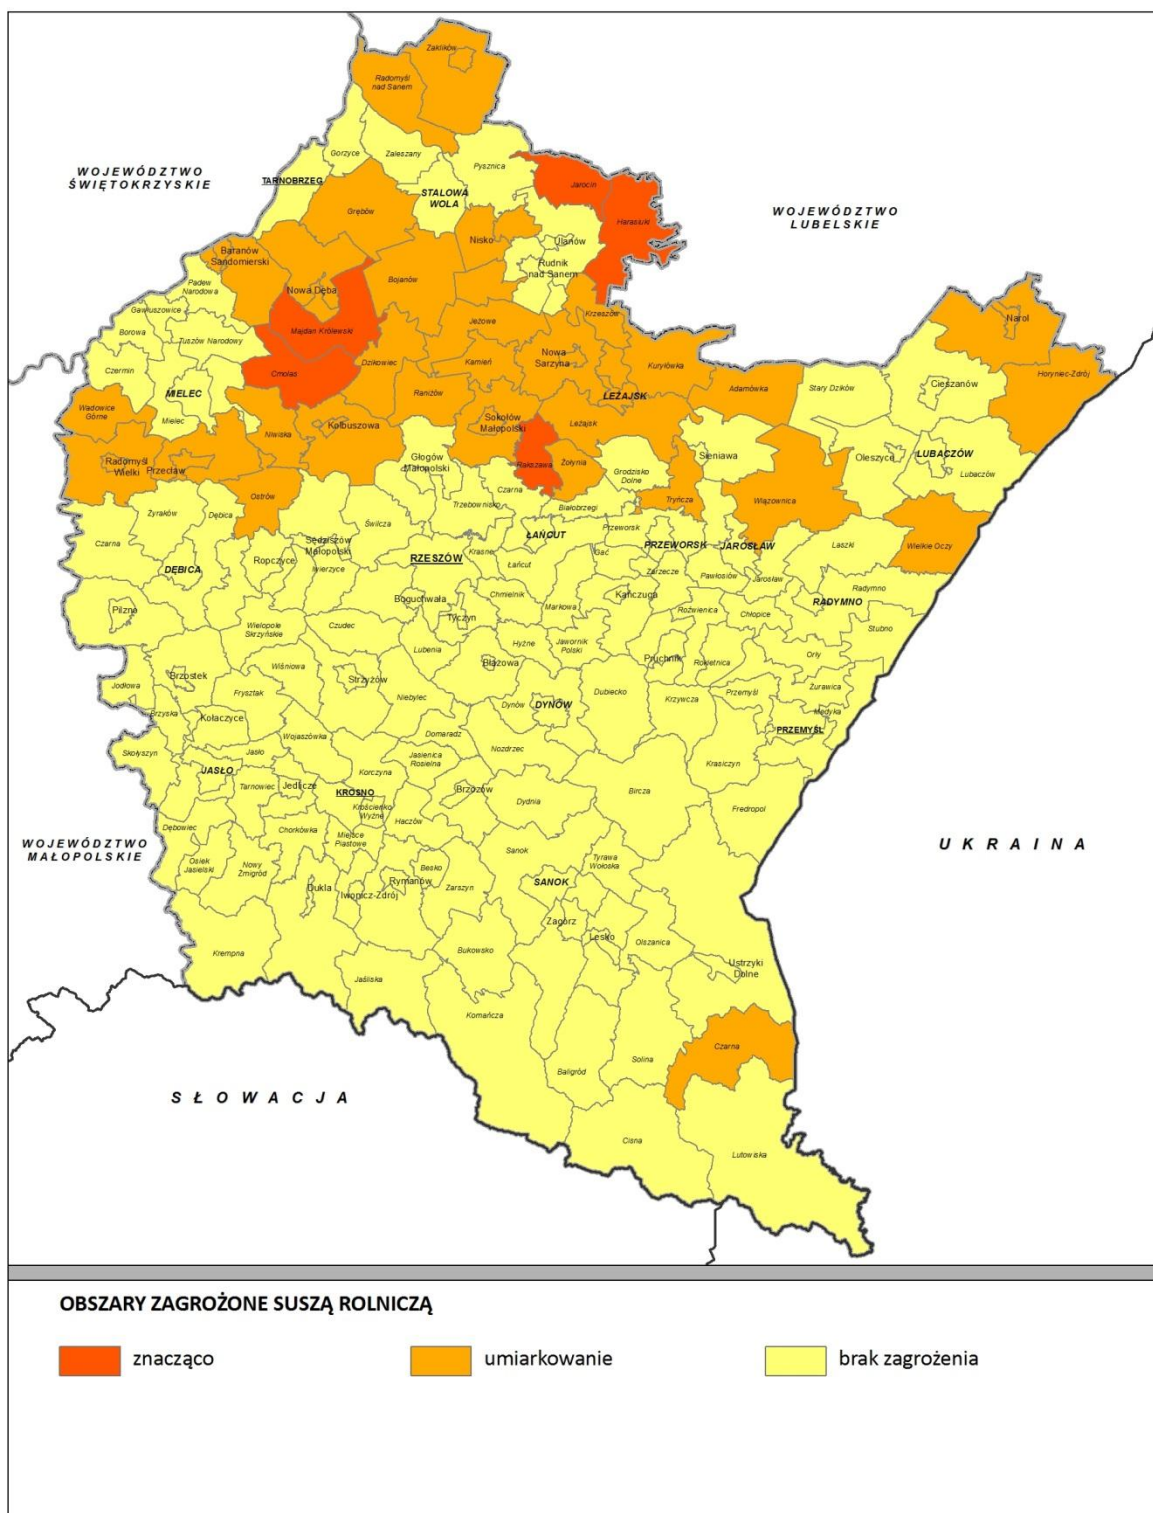 Zaklików
Radomyśl
nad Sanem
Gorzyce
Zaleszany
Pysznica
WOJEWÓDZTWO
ŚWIĘTOKRZYSKIE
TARNOBRZEG
STALOWA
WOLA
Jarocin
Harasiuki
WOJEWÓDZTWO
LUBELSKIE
Grębów
Nisko
Ulanów
Baranów
Sandomierski
Rudnik
nad Sanem
Padew
Narodowa
Nowa Dęba
Bojanów
Gawłuszowice
Krzeszów
Narol
Borowa
Majdan Królewski
Jeżowe
Tuszów Narodowy
Dzikowiec
Kamień
Nowa
Sarzyna
Kuryłówka
Czermin
Cmolas
Horyniec-Zdrój
Adamówka
Stary Dzików
Cieszanów
MIELEC
Raniżów
LEŻAJSK
Wadowice
Górne
Mielec
Niwiska
Kolbuszowa
Sokołów
Małopolski
Leżajsk
Radomyśl
Wielki
Przecław
Głogów
Małopolski
Rakszawa
Żołynia
Grodzisko
Dolne
Sieniawa
Oleszyce
LUBACZÓW
Lubaczów
Ostrów
Czarna
Tryńcza
Wiązownica
Żyraków
Dębica
Trzebownisko
Białobrzegi
Czarna
Świlcza
Przeworsk
ŁAŃCUT
Sędziszów
Małopolski
PRZEWORSK
JAROSŁAW
Laszki
Wielkie Oczy
DĘBICA
Ropczyce
Iwierzyce
RZESZÓW
Krasne
Łańcut
Gać
Zarzecze
Pawłosiów
Jarosław
Radymno
Pilzno
Boguchwała
Chmielnik
Markowa
Kańczuga
Roźwienica
Chłopice
RADYMNO
Tyczyn
Stubno
Wielopole
Skrzyńskie
Czudec
Lubenia
Hyżne
Jawornik
Polski
Pruchnik
Rokietnica
Orły
Wiśniowa
Błażowa
Brzostek
Strzyżów
Jodłowa
Frysztak
Niebylec
Dynów
DYNÓW
Dubiecko
Krzywcza
Przemyśl
Żurawica
Brzyska
Kołaczyce
Medyka
PRZEMYŚL
Wojaszówka
Domaradz
Skołyszyn
Jasło
Jasienica
Rosielna
Nozdrzec
Krasiczyn
JASŁO
Korczyna
Tarnowiec
Jedlicze
KROSNO
Brzozów
Bircza
Krościenko
Wyżne
Dydnia
Fredropol
Haczów
Dębowiec
Chorkówka
Miejsce
Piastowe
WOJEWÓDZTWO
MAŁOPOLSKIE
UKRAINA
Sanok
Osiek
Jasielski
Nowy
Żmigród
Besko
Tyrawa
Wołoska
Dukla
Iwonicz-Zdrój
Rymanów
Zarszyn
SANOK
Zagórz
Lesko
Olszanica
Krempna
Bukowsko
Ustrzyki
Dolne
Jaśliska
Komańcza
Czarna
Solina
Baligród
SŁOWACJA
Cisna
Lutowiska
OBSZARY ZAGROŻONE SUSZĄ ROLNICZĄ
znacząco
umiarkowanie
brak zagrożenia